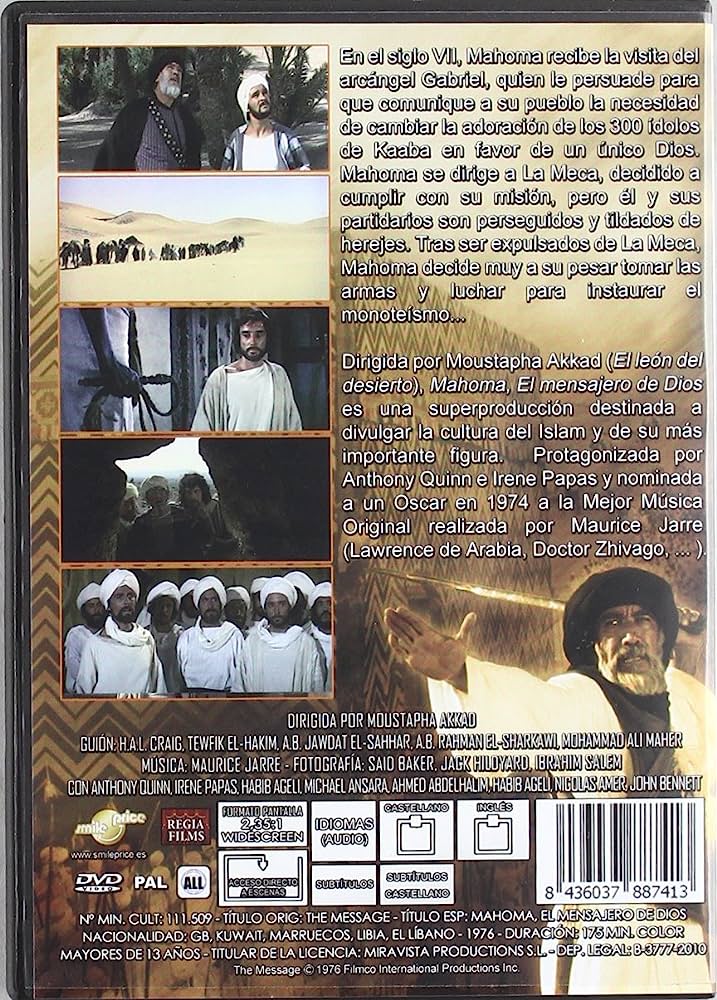 En el siglo VII, Mahoma recibe la visita del
arcángel Gabriel, quien le persuade para
que comunique a su pueblo la necesidad
de cambiar la adoración de los 300 ídolos
de Kaaba en favor de un único Dios.
Mahoma se dirige a La Meca, decidido a
cumplir con su misión, pero él y sus
partidarios son perseguidos y tildados de
herejes. Tras ser expulsados de La Meca,
Mahoma decide muy a su pesar tomar las
armas y luchar para instaurar el
monoteísmo...
Dirigida por Moustapha Akkad (El león del
desierto), Mahoma, El mensajero de Dios
es una superproducción destinada a
divulgar la cultura del Islam y de su más
importante figura. Protagonizada por
Anthony Quinn e Irene Papas y nominada
a un Oscar en 1974 a la Mejor Música
Original realizada por Maurice Jarre
(Lawrence de Arabia, Doctor Zhivago, ... ).
DIRIGIDA POR MOUSTAPHA AKKAD
GUIÓN: H.A.L. CRAIG, TEWFIK EL-HAKIM, A.B. JAWDAT EL-SAHHAR, A.B. RAHMAN EL-SHARKAWI, MOHAMMAD ALI MAHER
MÚSICA: MAURICE JARRE - FOTOGRAFÍA: SAID BAKER, JACK HILDYARD, IBRAHIM SALEM
CON ANTHONY QUINN, IRENE PAPAS, HABIB AGELI, MICHAEL ANSARA, AHMED ABDELHALIM, HABIB AGELI, NICOLAS AMER, JOHN BENNETT
smile price
www.smileprice.es
REGIA
FILMS
FORMATO PANTALLA
2,35:1
WIDESCREEN
IDIOMAS
(AUDIO)
CASTELLANO
INGLÉS
DVD
VIDEO
PAL
ALL
ACCESO DIRECTO
A ESCENAS
SUBTÍTULOS
SUBTÍTULOS
CASTELLANO
8 436037 887413
Nº MIN. CULT: 111.509 - TÍTULO ORIG: THE MESSAGE - TÍTULO ESP: MAHOMA, EL MENSAJERO DE DIOS
NACIONALIDAD: GB, KUWAIT, MARRUECOS, LIBIA, EL LÍBANO - 1976 - DURACIÓN: 175 MIN. COLOR
MAYORES DE 13 AÑOS - TITULAR DE LA LICENCIA: MIRAVISTA PRODUCTIONS S.L. - DEP. LEGAL: B-3777-2010
The Message © 1976 Filmco International Productions Inc.